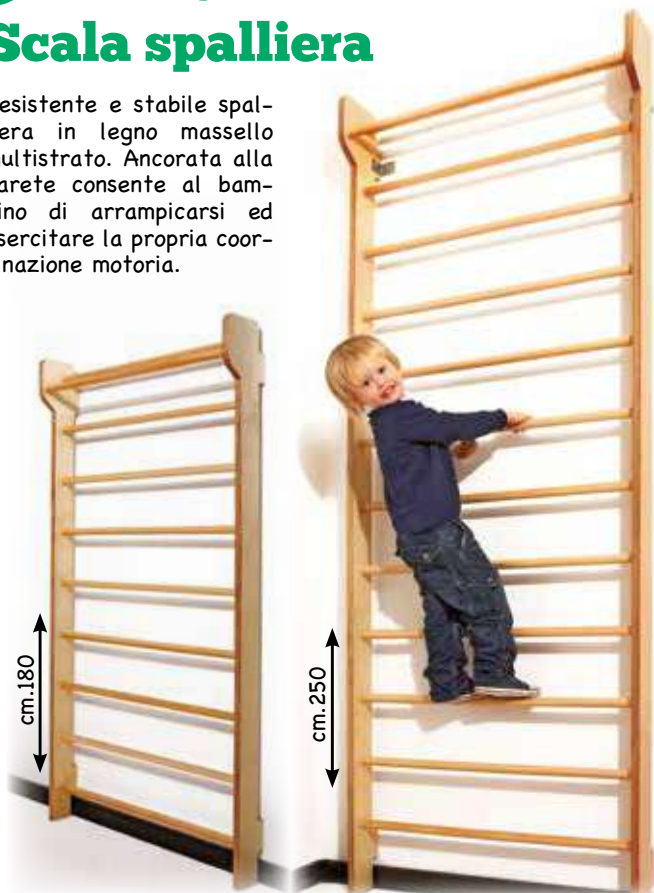 Scala spalliera
esistente e stabile spal-
era in legno massello
ultistrato. Ancorata alla
arete consente al bam-
ino di arrampicarsi ed
sercitare la propria coor-
nazione motoria.
cm.180
cm.250